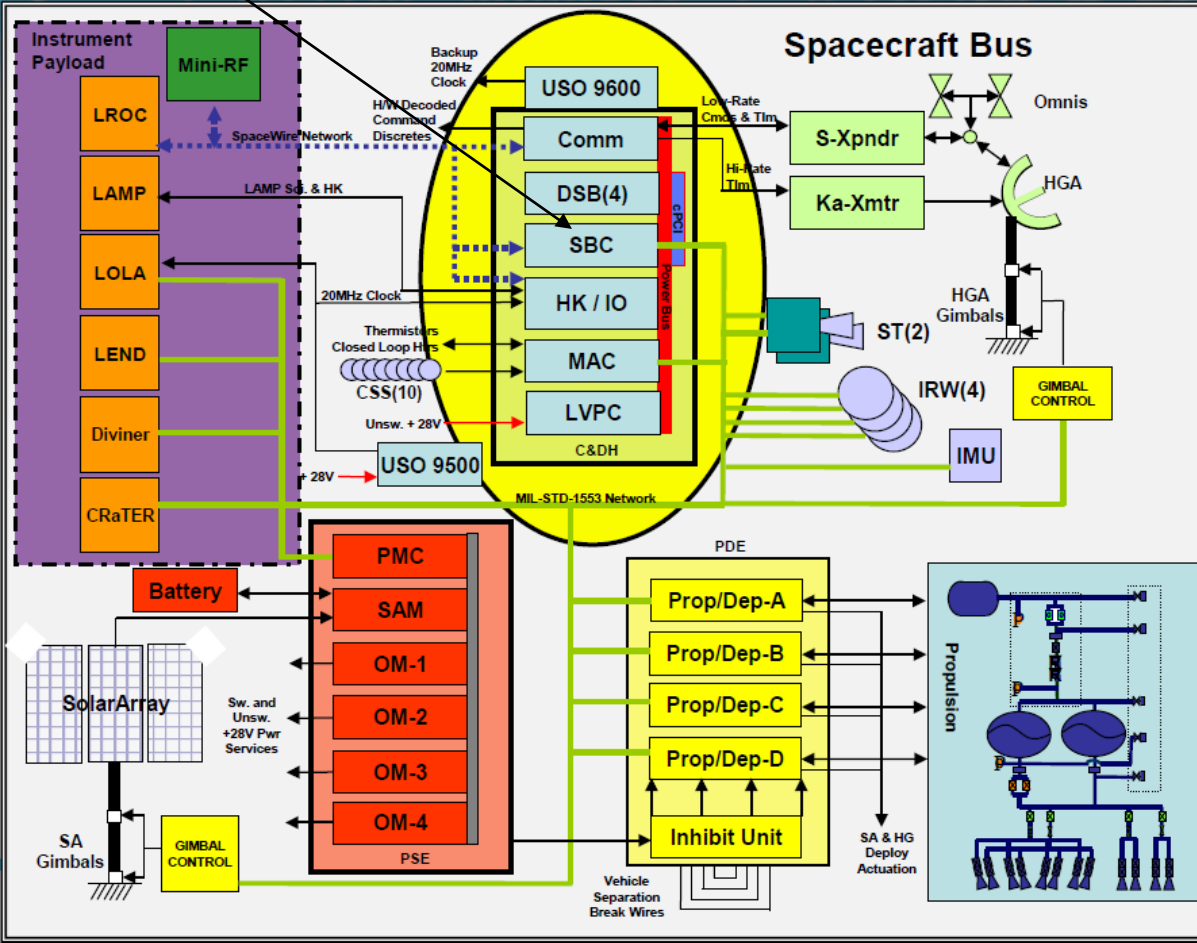 Instrument
Payload
Mini-RF
LROC
LAMP
LOLA
LEND
Diviner
CRaTER
SpaceWire Network
LAMP Sci. & HK
20MHz Clock
Backup
20MHz
Clock
H/W Decoded
Command
Discretes
Thermistors
Closed Loop Htrs
CSS(10)
Unsw. + 28V
USO 9500
+ 28V
USO 9600
Comm
DSB(4)
SBC
HK / IO
MAC
LVPC
C&DH
cPCI
Power Bus
MIL-STD-1553 Network
Spacecraft Bus
Low-Rate
Cmds & Tlm
Hi-Rate
Tlm
S-Xpndr
Ka-Xmtr
Omnis
HGA
HGA
Gimbals
ST(2)
IRW(4)
IMU
GIMBAL
CONTROL
Battery
SolarArray
SA
Gimbals
GIMBAL
CONTROL
PMC
SAM
OM-1
OM-2
OM-3
OM-4
PSE
Sw. and
Unsw.
+28V Pwr
Services
PDE
Prop/Dep-A
Prop/Dep-B
Prop/Dep-C
Prop/Dep-D
Inhibit Unit
Vehicle
Separation
Break Wires
SA & HG
Deploy
Actuation
Propulsion